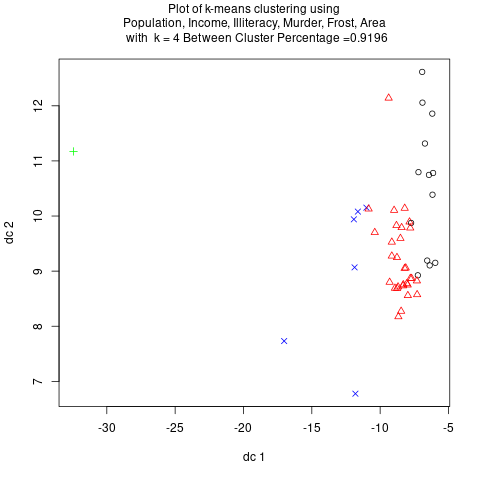 Plot of k-means clustering using
Population, Income, Illiteracy, Murder, Frost, Area
with  k = 4 Between Cluster Percentage =0.9196
dc 2
12
11
10
9
8
7
-30
-25
-20
-15
-10
-5
dc 1